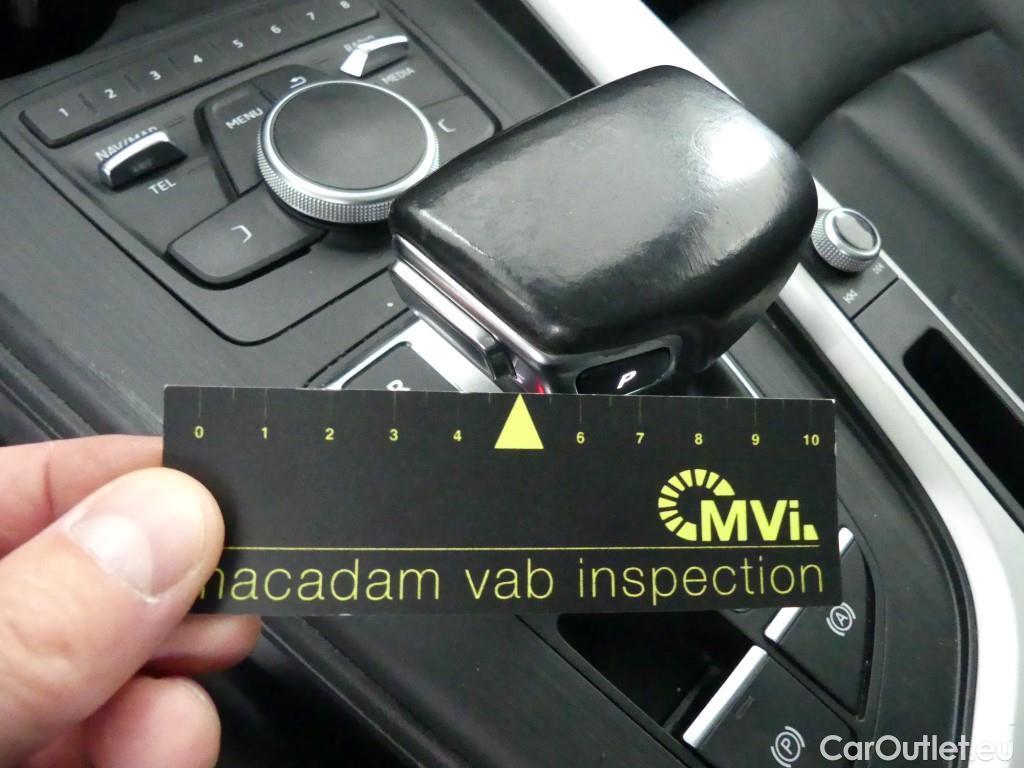 1 2 3 4 5 6 7 8
RADIO
MEDIA
MENU
NAV/MAP
TEL
R
P
0 1 2 3 4 6 7 8 9 10
MVi.
macadam vab inspection
A
P
CarOutlet.eu